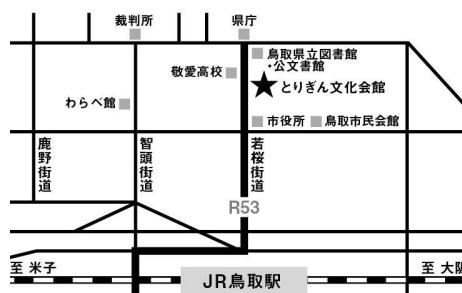 裁判所
県庁
鳥取県立図書館
・公文書館
敬愛高校
とりぎん文化会館
わらべ館
市役所
鳥取市民会館
鹿野街道
智頭街道
若桜街道
R53
至 米子
JR鳥取駅
至 大阪